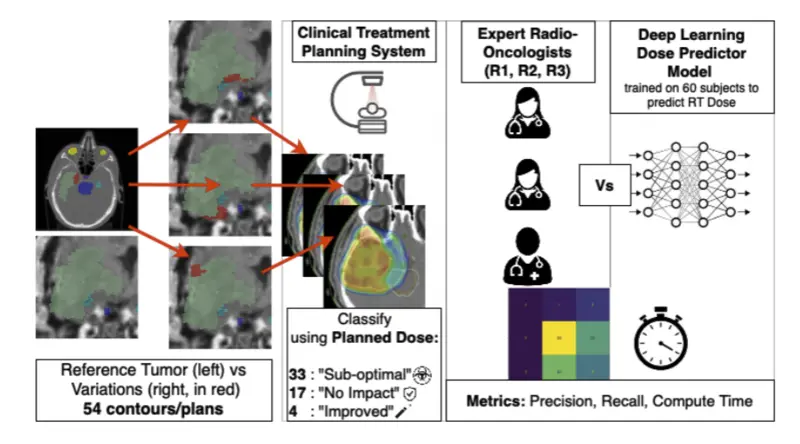 Clinical Treatment
Planning System
Expert Radio-
Oncologists
(R1, R2, R3)
Deep Learning
Dose Predictor
Model
trained on 60 subjects to
predict RT Dose
Vs
Reference Tumor (left) vs
Variations (right, in red)
54 contours/plans
Classify
using Planned Dose:
33 : "Sub-optimal"
17 : "No Impact"
4 : "Improved"
Metrics: Precision, Recall, Compute Time